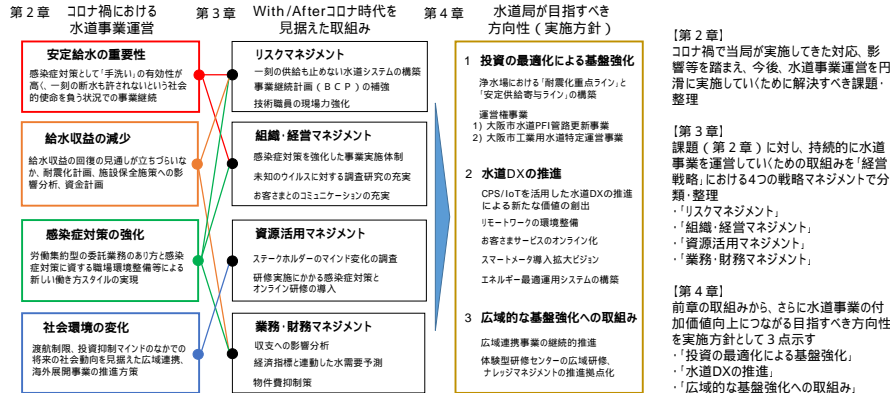 第２章 コロナ禍における
水道事業運営
安定給水の重要性
感染症対策として「手洗い」の有効性が
高く、一刻の断水も許されないという社会
的使命を負う状況での事業継続
給水収益の減少
給水収益の回復の見通しが立ちづらいな
か、耐震化計画、施設保全施策への影
響分析、資金計画
感染症対策の強化
労働集約型の委託業務のあり方と感染
症対策に資する職場環境整備等による
新しい働き方スタイルの実現
社会環境の変化
渡航制限、投資抑制マインドのなかでの
将来の社会動向を見据えた広域連携、
海外展開事業の推進方策
第３章 With/Afterコロナ時代を
見据えた取組み
リスクマネジメント
一刻の供給も止めない水道システムの構築
事業継続計画（ＢＣＰ）の補強
技術職員の現場力強化
組織・経営マネジメント
感染症対策を強化した事業実施体制
未知のウイルスに対する調査研究の充実
お客さまとのコミュニケーションの充実
資源活用マネジメント
ステークホルダーのマインド変化の調査
研修実施にかかる感染症対策と
オンライン研修の導入
業務・財務マネジメント
収支への影響分析
経済指標と連動した水需要予測
物件費抑制策
第４章 水道局が目指すべき
方向性（実施方針）
1 投資の最適化による基盤強化
浄水場における「耐震化重点ライン」と
「安定供給寄与ライン」の構築
運営権事業
1) 大阪市水道PFI管路更新事業
2) 大阪市工業用水道特定運営事業
2 水道DXの推進
CPS/IoTを活用した水道DXの推進
による新たな価値の創出
リモートワークの環境整備
お客さまサービスのオンライン化
スマートメータ導入拡大ビジョン
エネルギー最適運用システムの構築
3 広域的な基盤強化への取組み
広域連携事業の継続的推進
体験型研修センターの広域研修、
ナレッジマネジメントの推進拠点化
【第２章】
コロナ禍で当局が実施してきた対応、影
響等を踏まえ、今後、水道事業運営を円
滑に実施していくために解決すべき課題・
整理
【第３章】
課題（第２章）に対し、持続的に水道
事業を運営していくための取組みを「経営
戦略」における4つの戦略マネジメントで分
類・整理
・「リスクマネジメント」
・「組織・経営マネジメント」
・「資源活用マネジメント」
・「業務・財務マネジメント」
【第４章】
前章の取組みから、さらに水道事業の付
加価値向上につながる目指すべき方向性
を実施方針として３点示す
・「投資の最適化による基盤強化」
・「水道DXの推進」
・「広域的な基盤強化への取組み」